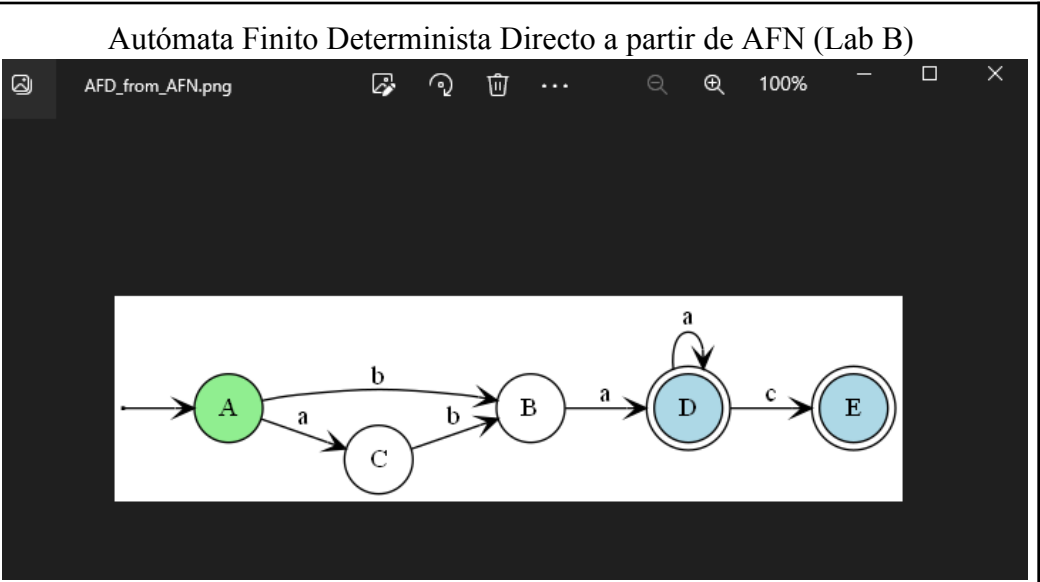 Autómata Finito Determinista Directo a partir de AFN (Lab B)
AFD_from_AFN.png
100%
a
b
A
a
b
B
a
D
c
E
C